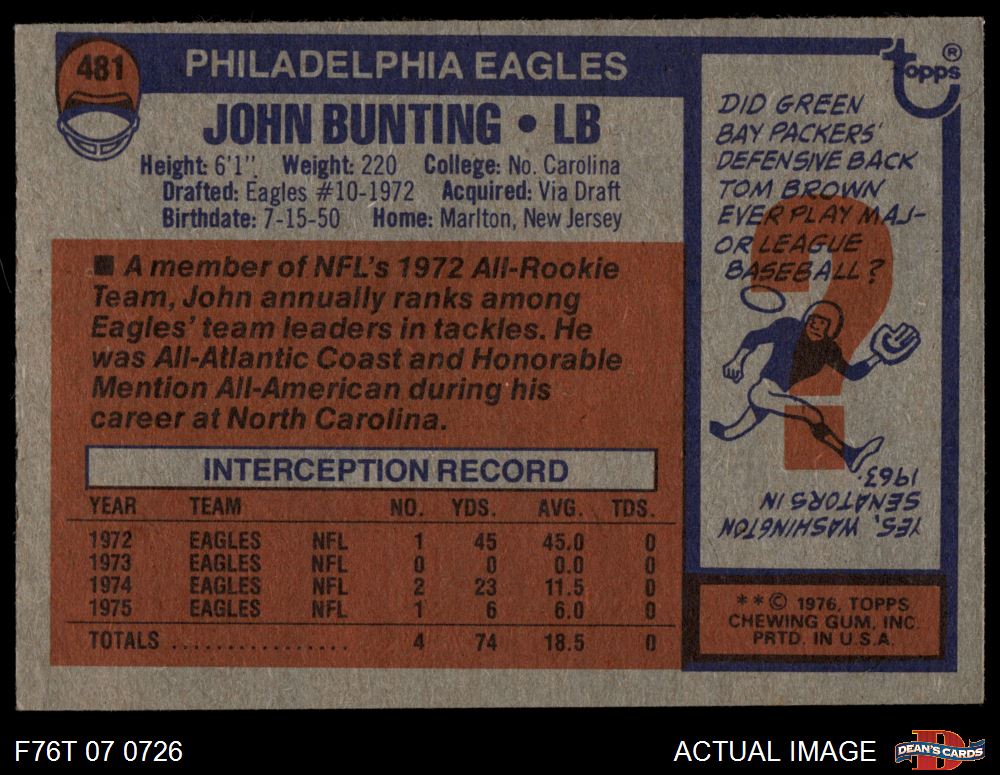 481
PHILADELPHIA EAGLES
JOHN BUNTING • LB
Height: 6'1". Weight: 220 College: No. Carolina
Drafted: Eagles #10-1972 Acquired: Via Draft
Birthdate: 7-15-50 Home: Marlton, New Jersey
■ A member of NFL's 1972 All-Rookie
Team, John annually ranks among
Eagles' team leaders in tackles. He
was All-Atlantic Coast and Honorable
Mention All-American during his
career at North Carolina.
INTERCEPTION RECORD
YEAR TEAM NO. YDS. AVG. TDS.
1972 EAGLES NFL 1 45 45.0 0
1973 EAGLES NFL 0 0 0.0 0
1974 EAGLES NFL 2 23 11.5 0
1975 EAGLES NFL 1 6 6.0 0
TOTALS ................ 4 74 18.5 0
topps ®
DID GREEN
BAY PACKERS'
DEFENSIVE BACK
TOM BROWN
EVER PLAY MAJ-
OR LEAGUE
BASEBALL?
?
YES, WASHINGTON
SENATORS IN
1963.
**© 1976, TOPPS
CHEWING GUM, INC.
PRTD. IN U.S.A.
F76T 07 0726
ACTUAL IMAGE
D
DEAN'S CARDS